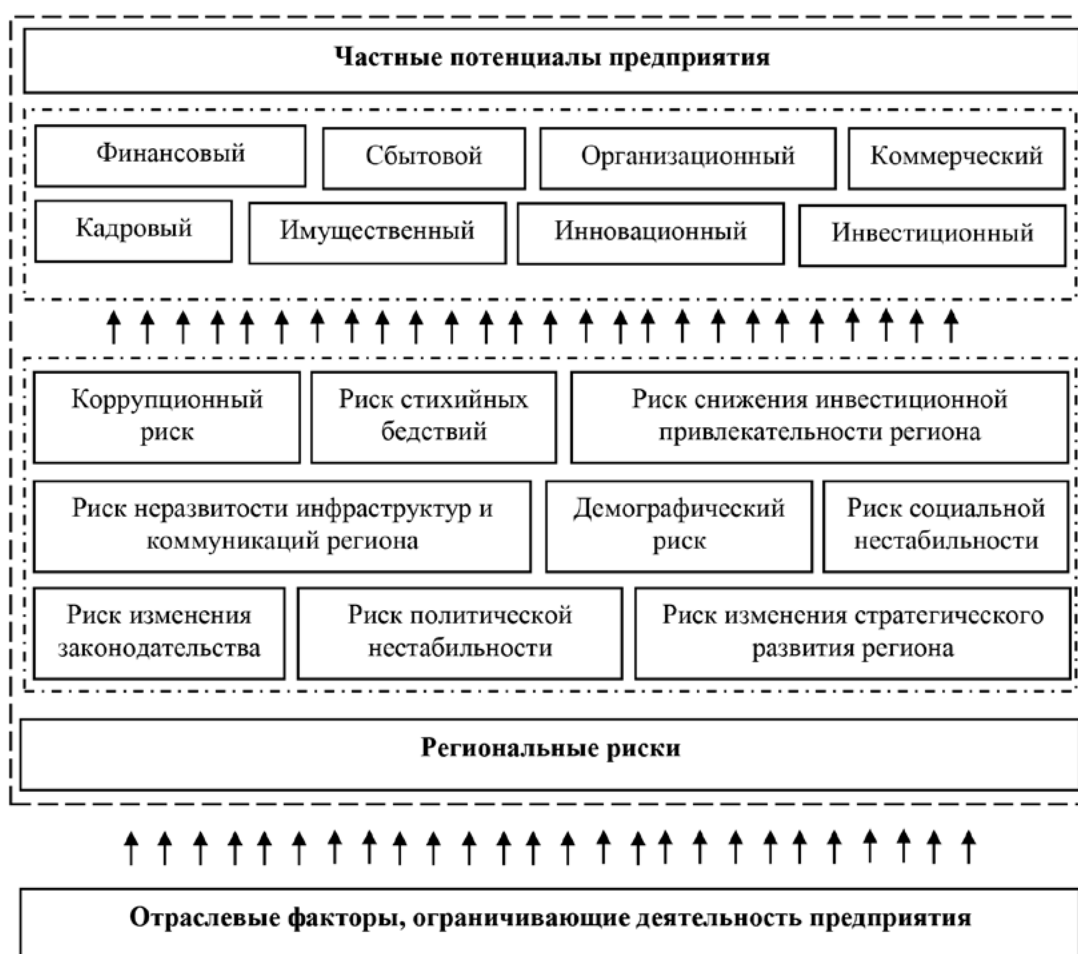 Частные потенциалы предприятия
Финансовый
Сбытовой
Организационный
Коммерческий
Кадровый
Имущественный
Инновационный
Инвестиционный
Коррупционный
риск
Риск стихийных
бедствий
Риск снижения инвестиционной
привлекательности региона
Риск неразвитости инфраструктур и
коммуникаций региона
Демографический
риск
Риск социальной
нестабильности
Риск изменения
законодательства
Риск политической
нестабильности
Риск изменения стратегического
развития региона
Региональные риски
Отраслевые факторы, ограничивающие деятельность предприятия